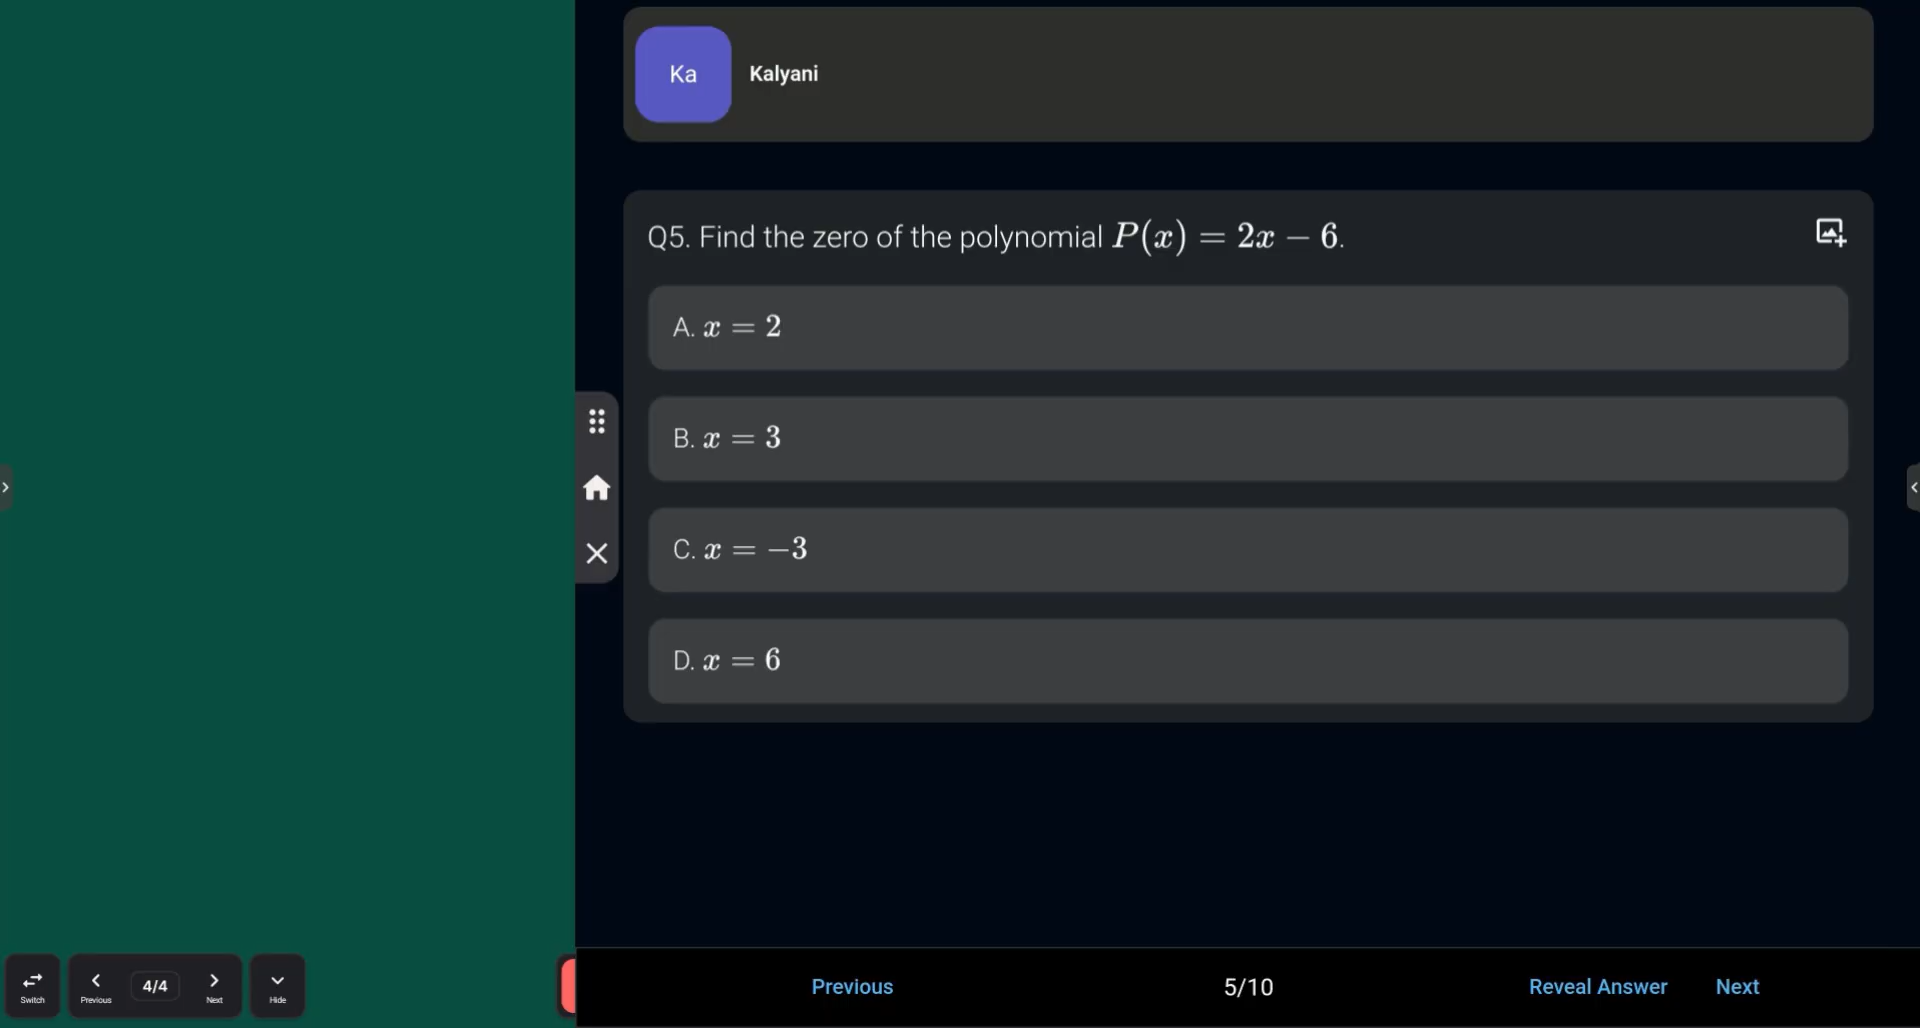 Ka
Kalyani
Q5. Find the zero of the polynomial P(x) = 2x − 6.
A. x = 2
B. x = 3
C. x = −3
D. x = 6
Switch
Previous
4/4
Next
Hide
Previous
5/10
Reveal Answer
Next